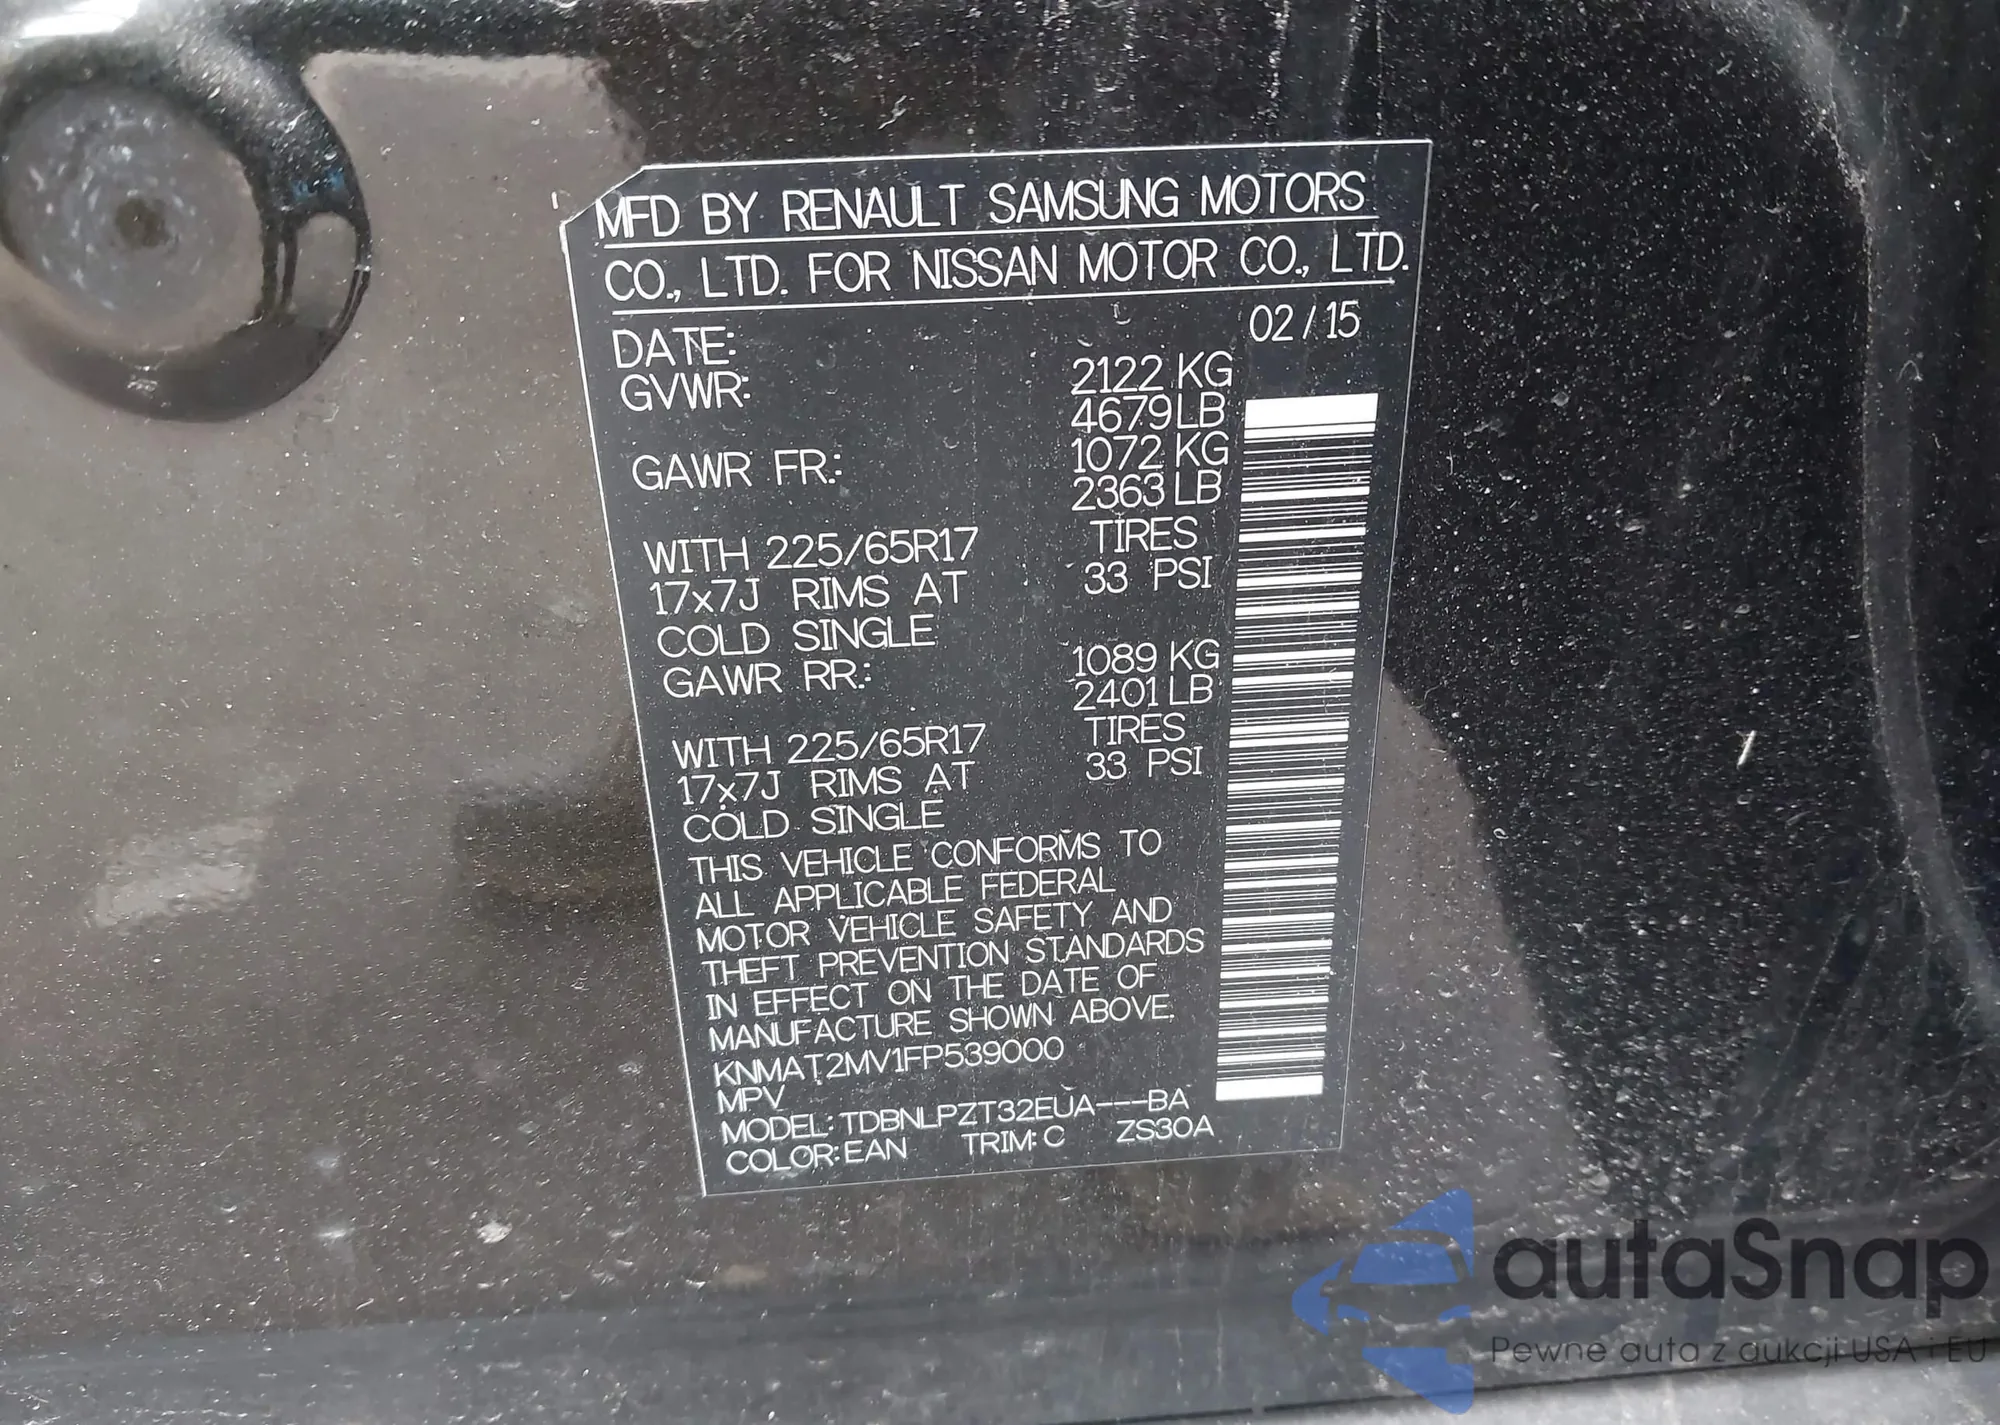 MFD BY RENAULT SAMSUNG MOTORS
CO., LTD. FOR NISSAN MOTOR CO., LTD.
DATE: 02 / 15
GVWR: 2122 KG
4679 LB
GAWR FR: 1072 KG
2363 LB
WITH 225/65R17 TIRES
17x7J RIMS AT 33 PSI
COLD SINGLE
GAWR RR: 1089 KG
2401 LB
WITH 225/65R17 TIRES
17x7J RIMS AT 33 PSI
COLD SINGLE
THIS VEHICLE CONFORMS TO
ALL APPLICABLE FEDERAL
MOTOR VEHICLE SAFETY AND
THEFT PREVENTION STANDARDS
IN EFFECT ON THE DATE OF
MANUFACTURE SHOWN ABOVE.
KNMAT2MV1FP539000
MPV
MODEL: TDBNLPZT32EUA---BA
COLOR: EAN TRIM: C ZS30A
autaSnap
Pewne auta z aukcji USA i EU